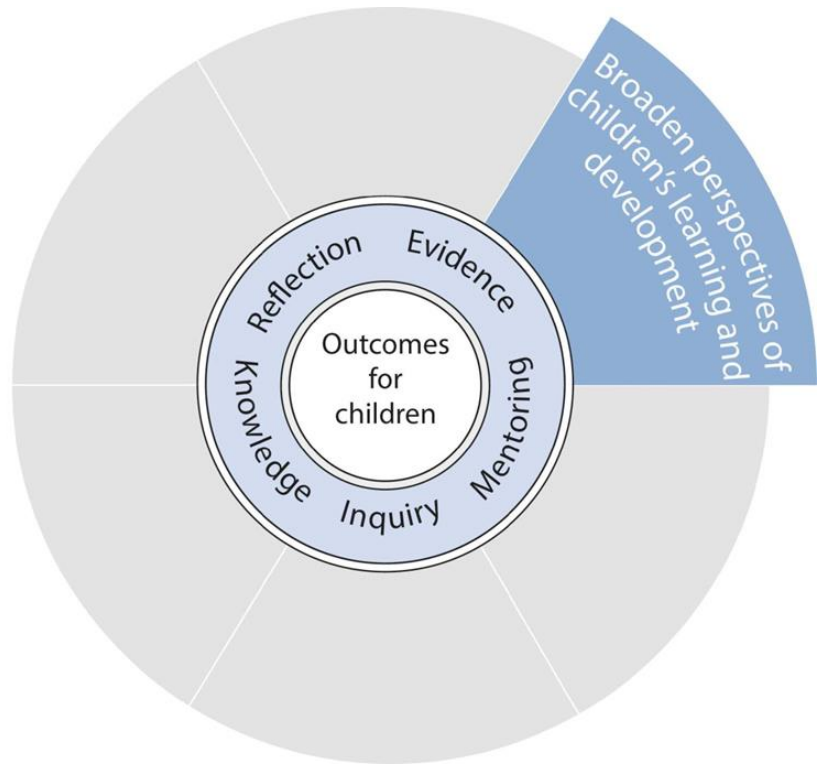 Broaden perspectives of
children’s learning and
development
Reflection
Evidence
Mentoring
Inquiry
Knowledge
Outcomes
for
children